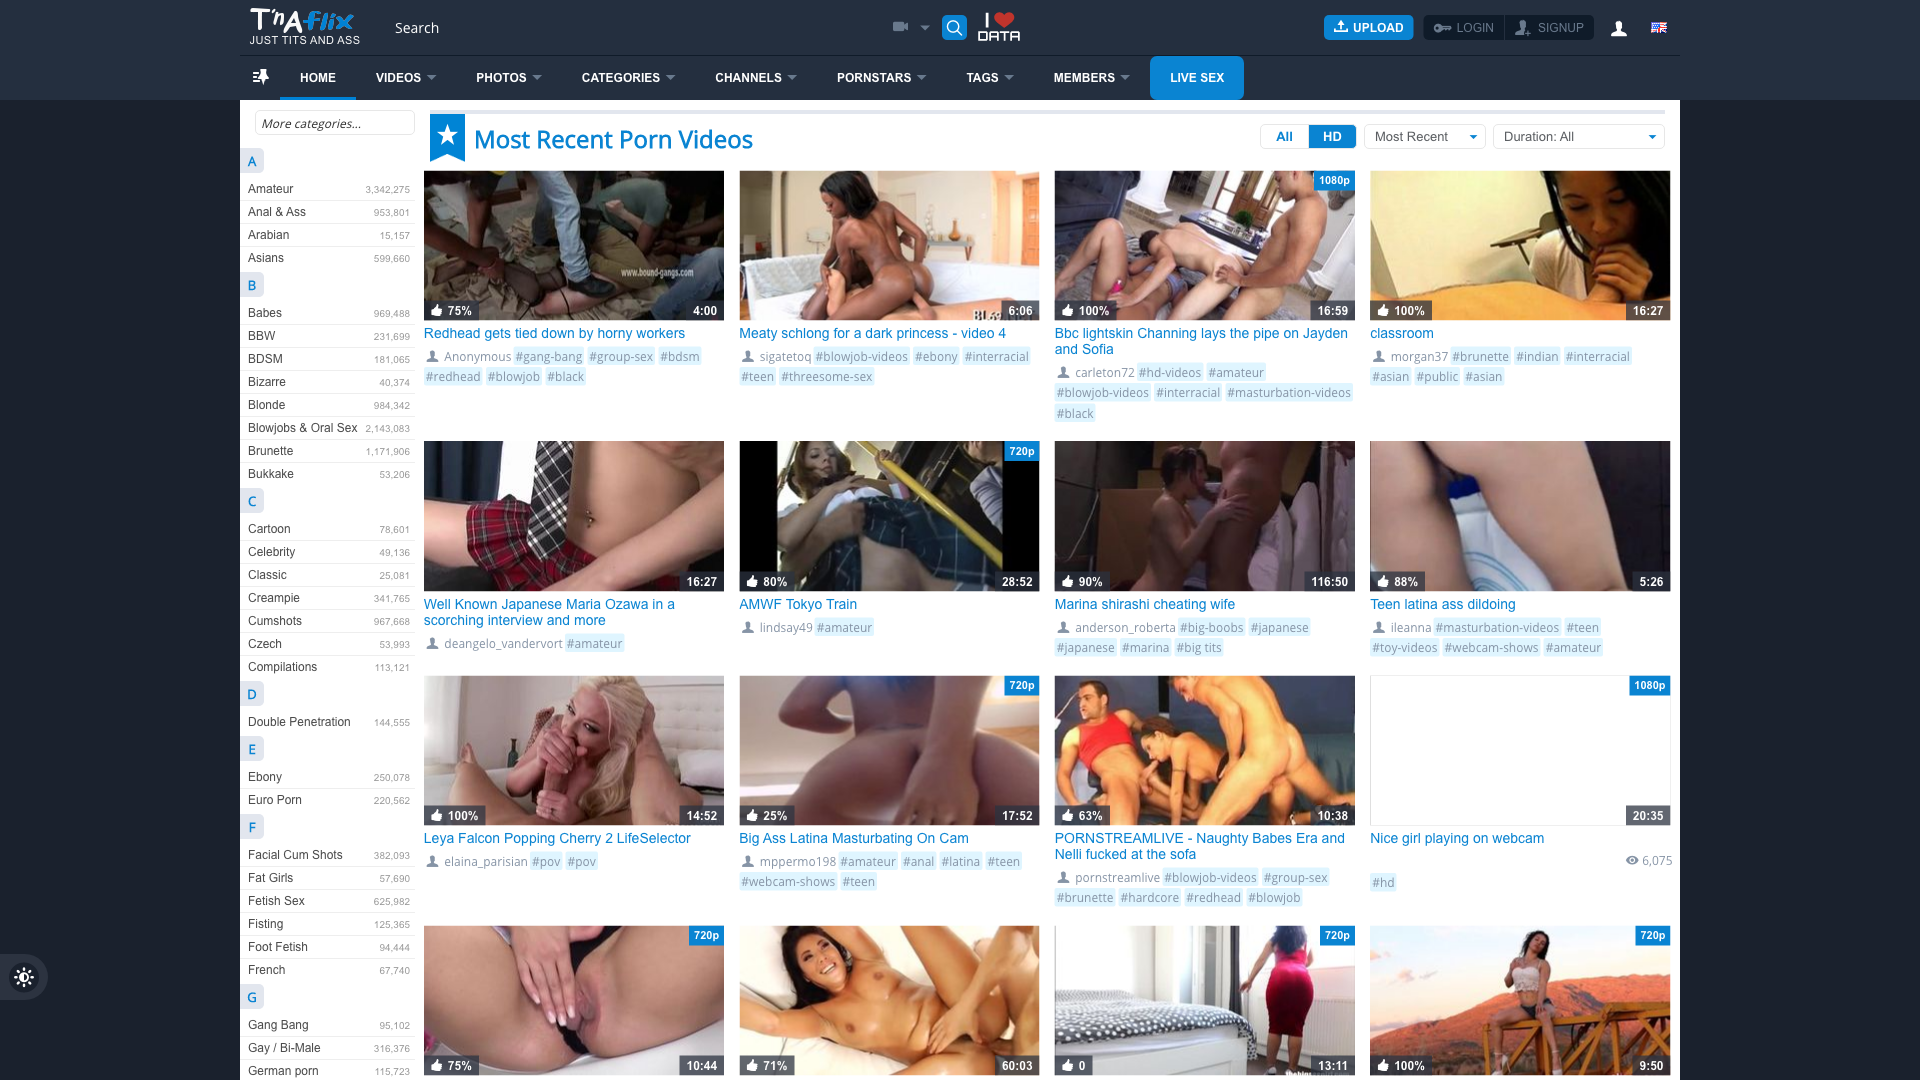 TnAflix
JUST TITS AND ASS
Search
I DATA
UPLOAD
LOGIN
SIGNUP
HOME
VIDEOS
PHOTOS
CATEGORIES
CHANNELS
PORNSTARS
TAGS
MEMBERS
LIVE SEX
More categories...
A
Amateur 3,342,275
Anal & Ass 953,801
Arabian 15,157
Asians 599,660
B
Babes 969,488
BBW 231,699
BDSM 181,065
Bizarre 40,374
Blonde 984,342
Blowjobs & Oral Sex 2,143,083
Brunette 1,171,906
Bukkake 53,206
C
Cartoon 78,601
Celebrity 49,136
Classic 25,081
Creampie 341,765
Cumshots 967,668
Czech 53,993
Compilations 113,121
D
Double Penetration 144,555
E
Ebony 250,078
Euro Porn 220,562
F
Facial Cum Shots 382,093
Fat Girls 57,690
Fetish Sex 625,982
Fisting 125,365
Foot Fetish 94,444
French 67,740
G
Gang Bang 95,102
Gay / Bi-Male 316,376
German porn 115,723
Most Recent Porn Videos
All
HD
Most Recent
Duration: All
www.bound-gangs.com
75% 4:00
Redhead gets tied down by horny workers
Anonymous #gang-bang #group-sex #bdsm
#redhead #blowjob #black
6:06
Meaty schlong for a dark princess - video 4
sigatetoq #blowjob-videos #ebony #interracial
#teen #threesome-sex
1080p
100% 16:59
Bbc lightskin Channing lays the pipe on Jayden
and Sofia
carleton72 #hd-videos #amateur
#blowjob-videos #interracial #masturbation-videos
#black
100% 16:27
classroom
morgan37 #brunette #indian #interracial
#asian #public #asian
16:27
Well Known Japanese Maria Ozawa in a
scorching interview and more
deangelo_vandervort #amateur
720p
80% 28:52
AMWF Tokyo Train
lindsay49 #amateur
90% 116:50
Marina shirashi cheating wife
anderson_roberta #big-boobs #japanese
#japanese #marina #big tits
88% 5:26
Teen latina ass dildoing
ileanna #masturbation-videos #teen
#toy-videos #webcam-shows #amateur
100% 14:52
Leya Falcon Popping Cherry 2 LifeSelector
elaina_parisian #pov #pov
720p
25% 17:52
Big Ass Latina Masturbating On Cam
mppermo198 #amateur #anal #latina #teen
#webcam-shows #teen
63% 10:38
PORNSTREAMLIVE - Naughty Babes Era and
Nelli fucked at the sofa
pornstreamlive #blowjob-videos #group-sex
#brunette #hardcore #redhead #blowjob
1080p
20:35
Nice girl playing on webcam
6,075
#hd
720p
75% 10:44
71% 60:03
720p
0 13:11
720p
100% 9:50